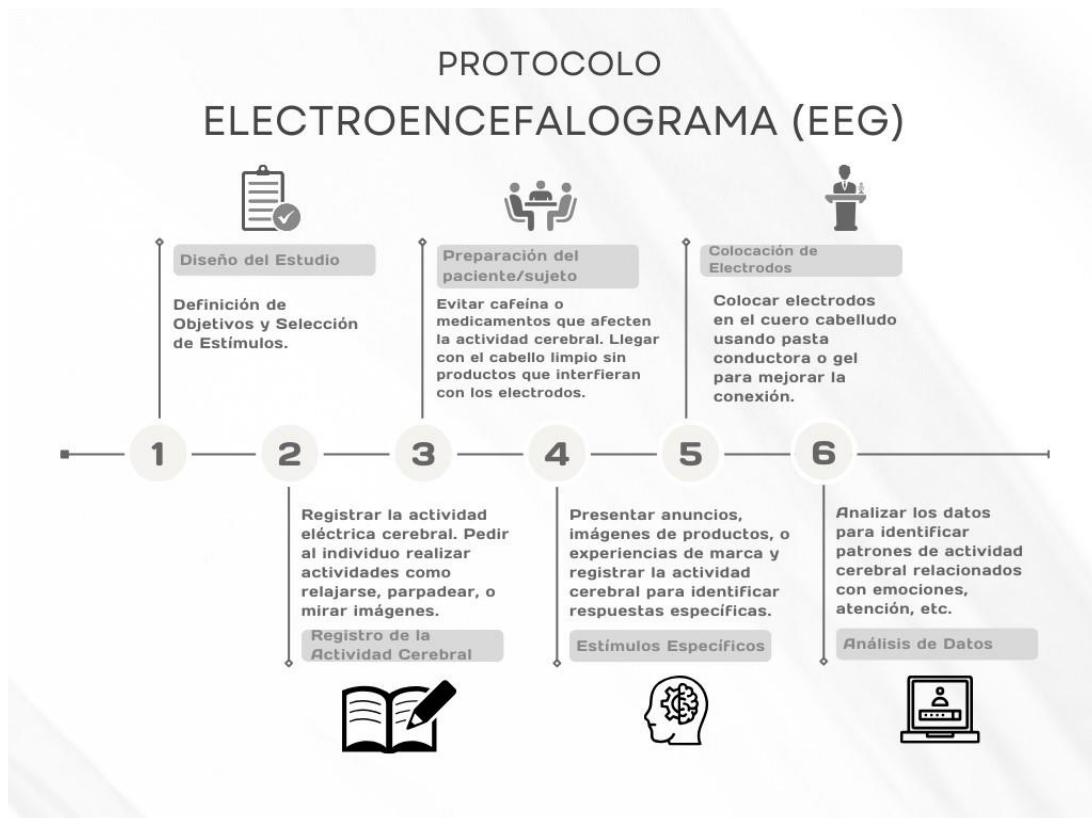 PROTOCOLO
ELECTROENCEFALOGRAMA (EEG)
Diseño del Estudio
Definición de
Objetivos y Selección
de Estímulos.
Preparación del
paciente/sujeto
Evitar cafeína o
medicamentos que afecten
la actividad cerebral. Llegar
con el cabello limpio sin
productos que interfieran
con los electrodos.
Colocación de
Electrodos
Colocar electrodos
en el cuero cabelludo
usando pasta
conductora o gel
para mejorar la
conexión.
1
2
3
4
5
6
Registrar la actividad
eléctrica cerebral. Pedir
al individuo realizar
actividades como
relajarse, parpadear, o
mirar imágenes.
Registro de la
Actividad Cerebral
Presentar anuncios,
imágenes de productos, o
experiencias de marca y
registrar la actividad
cerebral para identificar
respuestas específicas.
Estímulos Específicos
Analizar los datos
para identificar
patrones de actividad
cerebral relacionados
con emociones,
atención, etc.
Análisis de Datos